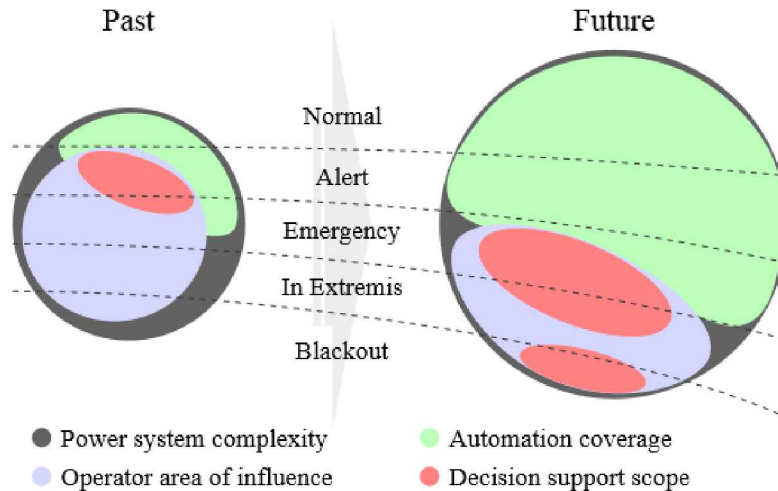 Past
Future
Normal
Alert
Emergency
In Extremis
Blackout
Power system complexity
Automation coverage
Operator area of influence
Decision support scope